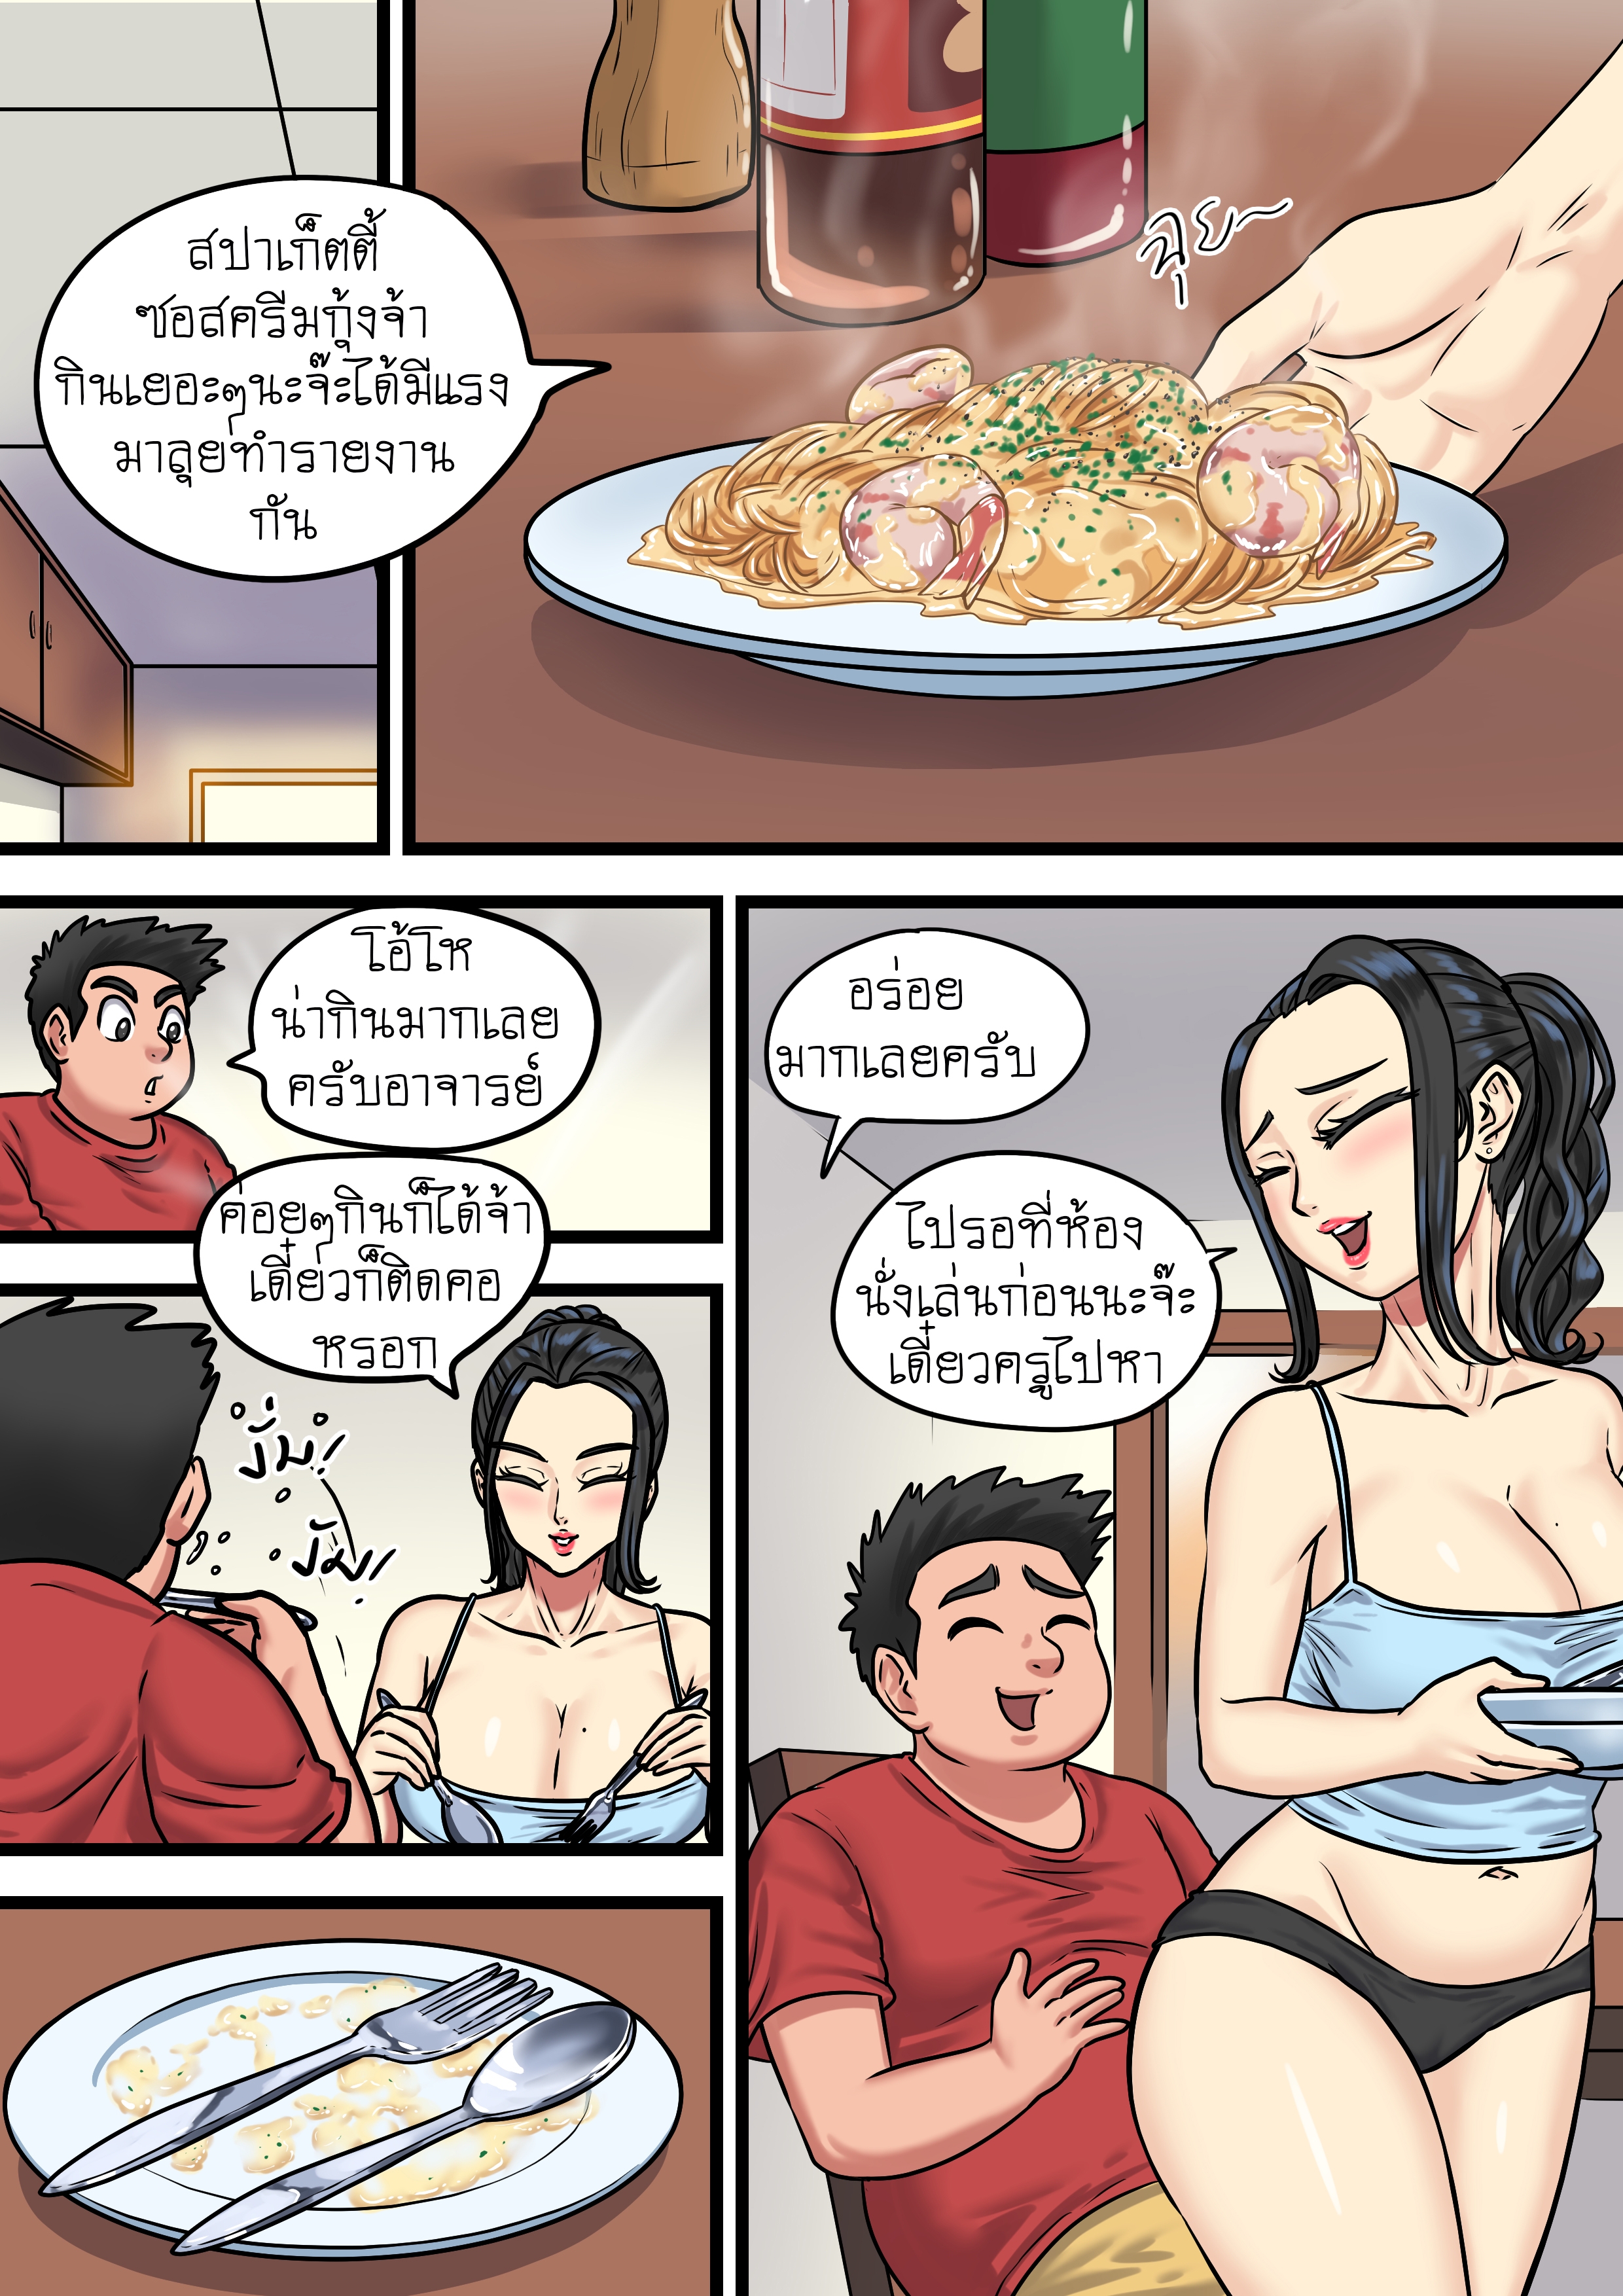 สปาเก็ตตี้
ซอสครีมกุ้งจ้า
กินเยอะๆนะจ๊ะได้มีแรง
มาลุยทำรายงาน
กัน
ฉุย~
โอ้โห
น่ากินมากเลย
ครับอาจารย์
ค่อยๆกินก็ได้จ้า
เดี๋ยวก็ติดคอ
หรอก
งั่ม!
งั่ม!
อร่อย
มากเลยครับ
ไปรอที่ห้อง
นั่งเล่นก่อนนะจ๊ะ
เดี๋ยวครูไปหา